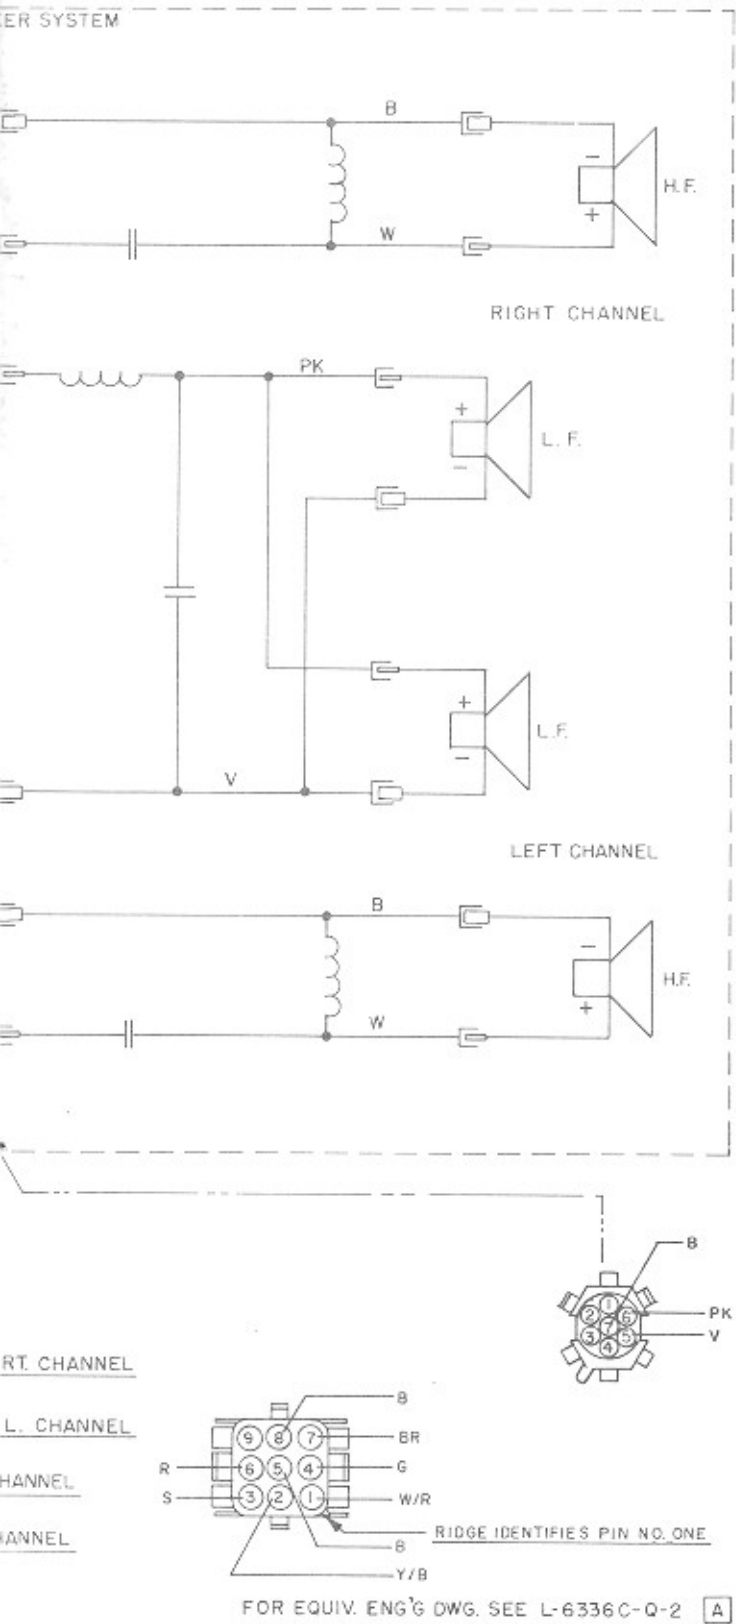 ER SYSTEM
B
−
H.F.
+
W
RIGHT CHANNEL
PK
+
L.F.
−
+
L.F.
V
−
LEFT CHANNEL
B
−
H.F.
+
W
B
1
2 6 PK
7
3 5 V
4
RT. CHANNEL
B
L. CHANNEL
9 8 7 BR
R 6 5 4 G
HANNEL
S 3 2 1 W/R
RIDGE IDENTIFIES PIN NO. ONE
HANNEL
B
Y/B
FOR EQUIV. ENG'G DWG. SEE L-6336C-Q-2 A